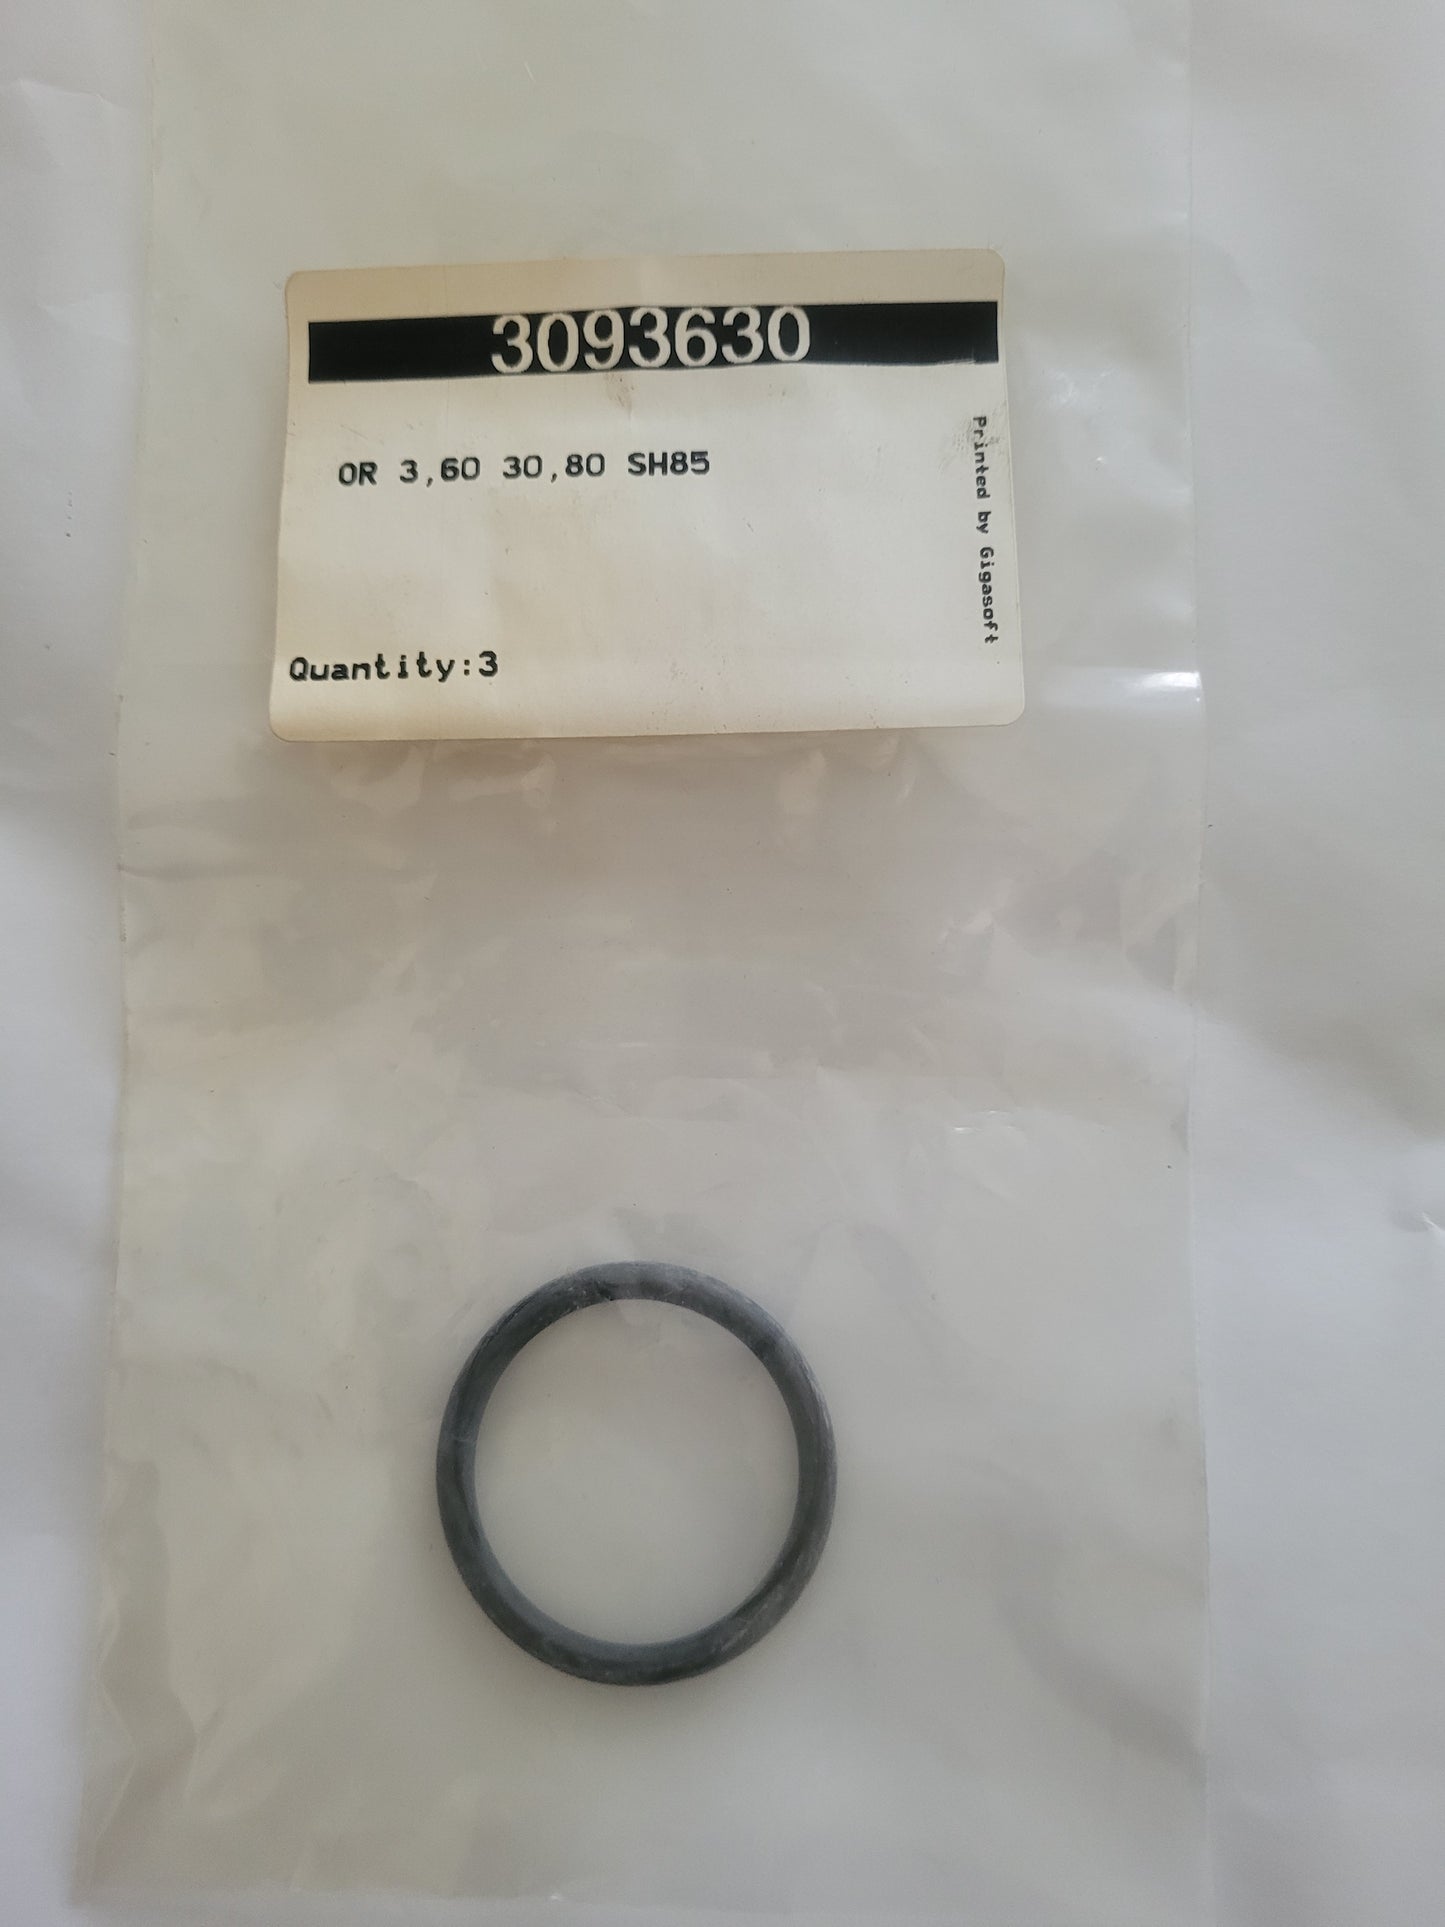 3093630
OR 3,60 30,80 SH85
Printed by Gigasoft
Quantity:3